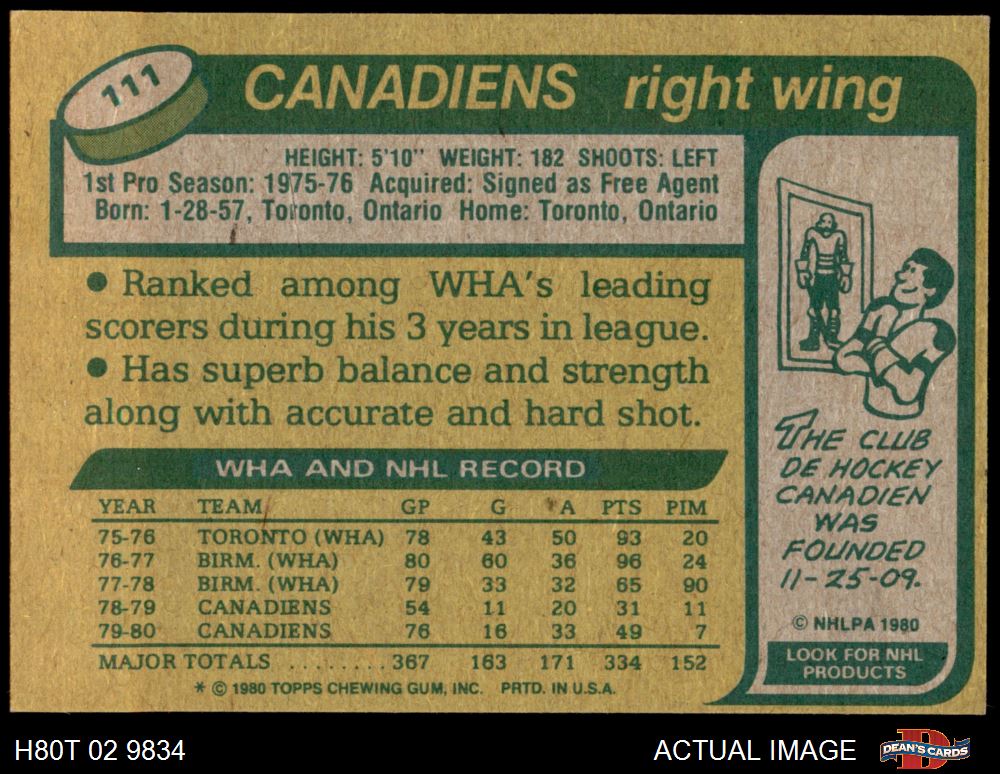 111
CANADIENS right wing
HEIGHT: 5'10" WEIGHT: 182 SHOOTS: LEFT
1st Pro Season: 1975-76 Acquired: Signed as Free Agent
Born: 1-28-57, Toronto, Ontario Home: Toronto, Ontario
• Ranked among WHA's leading
scorers during his 3 years in league.
• Has superb balance and strength
along with accurate and hard shot.
WHA AND NHL RECORD
YEAR TEAM GP G A PTS PIM
75-76 TORONTO (WHA) 78 43 50 93 20
76-77 BIRM. (WHA) 80 60 36 96 24
77-78 BIRM. (WHA) 79 33 32 65 90
78-79 CANADIENS 54 11 20 31 11
79-80 CANADIENS 76 16 33 49 7
MAJOR TOTALS ........367 163 171 334 152
* © 1980 TOPPS CHEWING GUM, INC. PRTD. IN U.S.A.
THE CLUB
DE HOCKEY
CANADIEN
WAS
FOUNDED
11-25-09.
© NHLPA 1980
LOOK FOR NHL
PRODUCTS
H80T 02 9834
ACTUAL IMAGE
D
DEAN'S CARDS